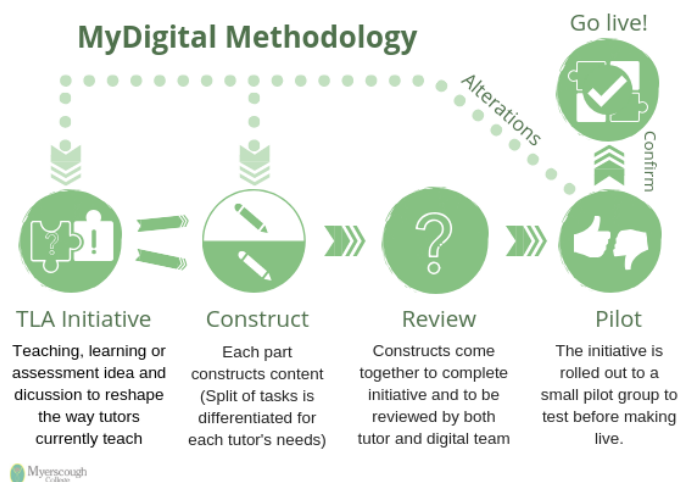 MyDigital Methodology
Go live!
Alterations
Confirm
TLA Initiative
Teaching, learning or
assessment idea and
dicussion to reshape
the way tutors
currently teach
Construct
Each part
constructs content
(Split of tasks is
differentiated for
each tutor's needs)
Review
Constructs come
together to complete
initiative and to be
reviewed by both
tutor and digital team
Pilot
The initiative is
rolled out to a
small pilot group to
test before making
live.
Myerscough
College